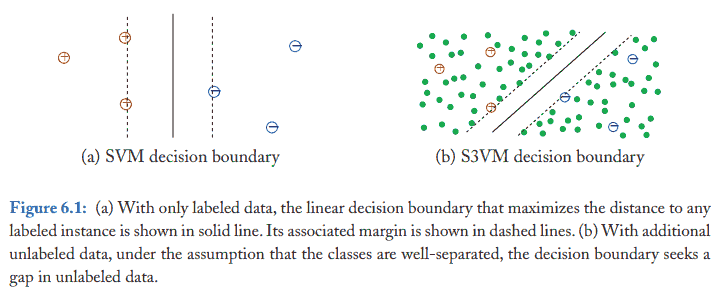 (a) SVM decision boundary
(b) S3VM decision boundary
Figure 6.1: (a) With only labeled data, the linear decision boundary that maximizes the distance to any
labeled instance is shown in solid line. Its associated margin is shown in dashed lines. (b) With additional
unlabeled data, under the assumption that the classes are well-separated, the decision boundary seeks a
gap in unlabeled data.